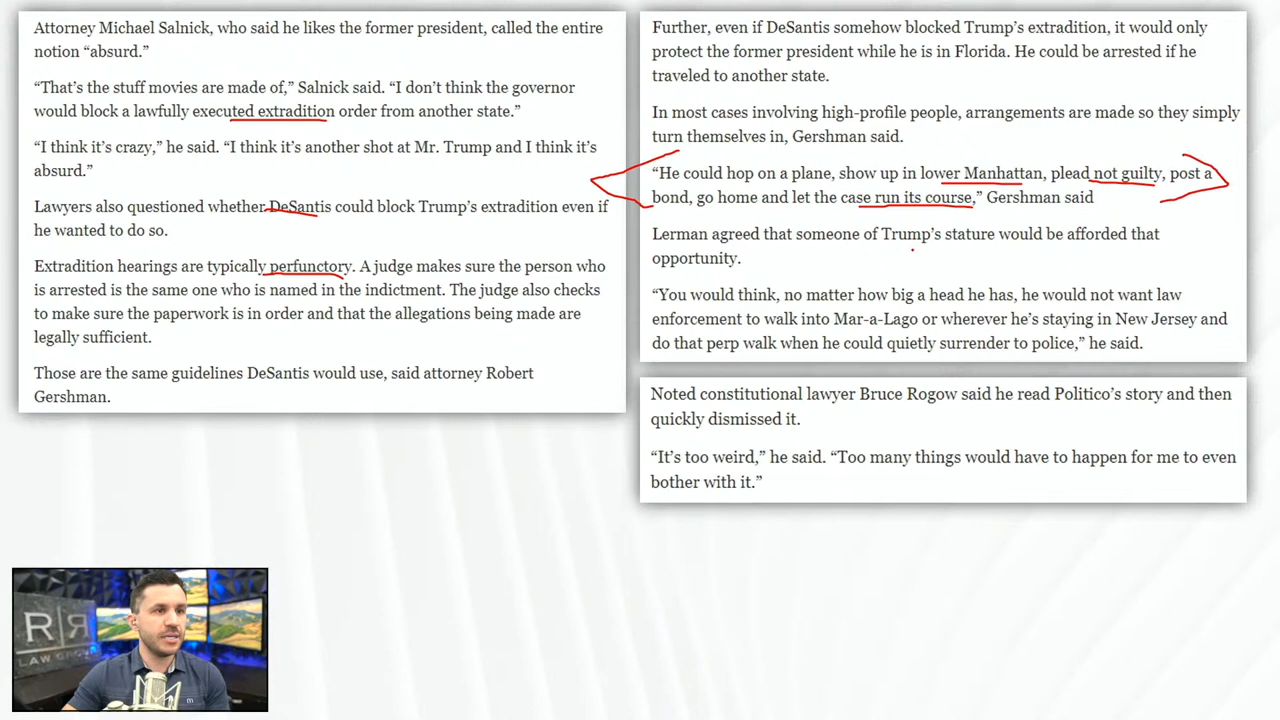 Attorney Michael Salnick, who said he likes the former president, called the entire
notion “absurd.”
“That’s the stuff movies are made of,” Salnick said. “I don’t think the governor
would block a lawfully executed extradition order from another state.”
“I think it’s crazy,” he said. “I think it’s another shot at Mr. Trump and I think it’s
absurd.”
Lawyers also questioned whether DeSantis could block Trump’s extradition even if
he wanted to do so.
Extradition hearings are typically perfunctory. A judge makes sure the person who
is arrested is the same one who is named in the indictment. The judge also checks
to make sure the paperwork is in order and that the allegations being made are
legally sufficient.
Those are the same guidelines DeSantis would use, said attorney Robert
Gershman.
Further, even if DeSantis somehow blocked Trump’s extradition, it would only
protect the former president while he is in Florida. He could be arrested if he
traveled to another state.
In most cases involving high-profile people, arrangements are made so they simply
turn themselves in, Gershman said.
“He could hop on a plane, show up in lower Manhattan, plead not guilty, post a
bond, go home and let the case run its course,” Gershman said
Lerman agreed that someone of Trump’s stature would be afforded that
opportunity.
“You would think, no matter how big a head he has, he would not want law
enforcement to walk into Mar-a-Lago or wherever he’s staying in New Jersey and
do that perp walk when he could quietly surrender to police,” he said.
Noted constitutional lawyer Bruce Rogow said he read Politico’s story and then
quickly dismissed it.
“It’s too weird,” he said. “Too many things would have to happen for me to even
bother with it.”
R|R
LAW GROUP